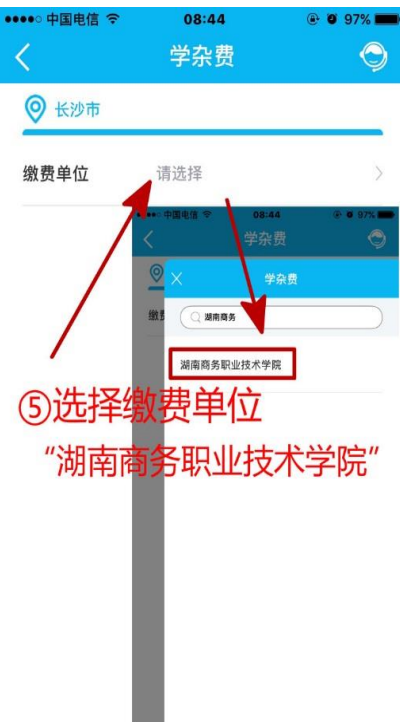 中国电信 08:44 97%
学杂费
长沙市
缴费单位 请选择
中国电信 08:44 97%
学杂费
学杂费
缴费
湖南商务
湖南商务职业技术学院
⑤选择缴费单位
“湖南商务职业技术学院”